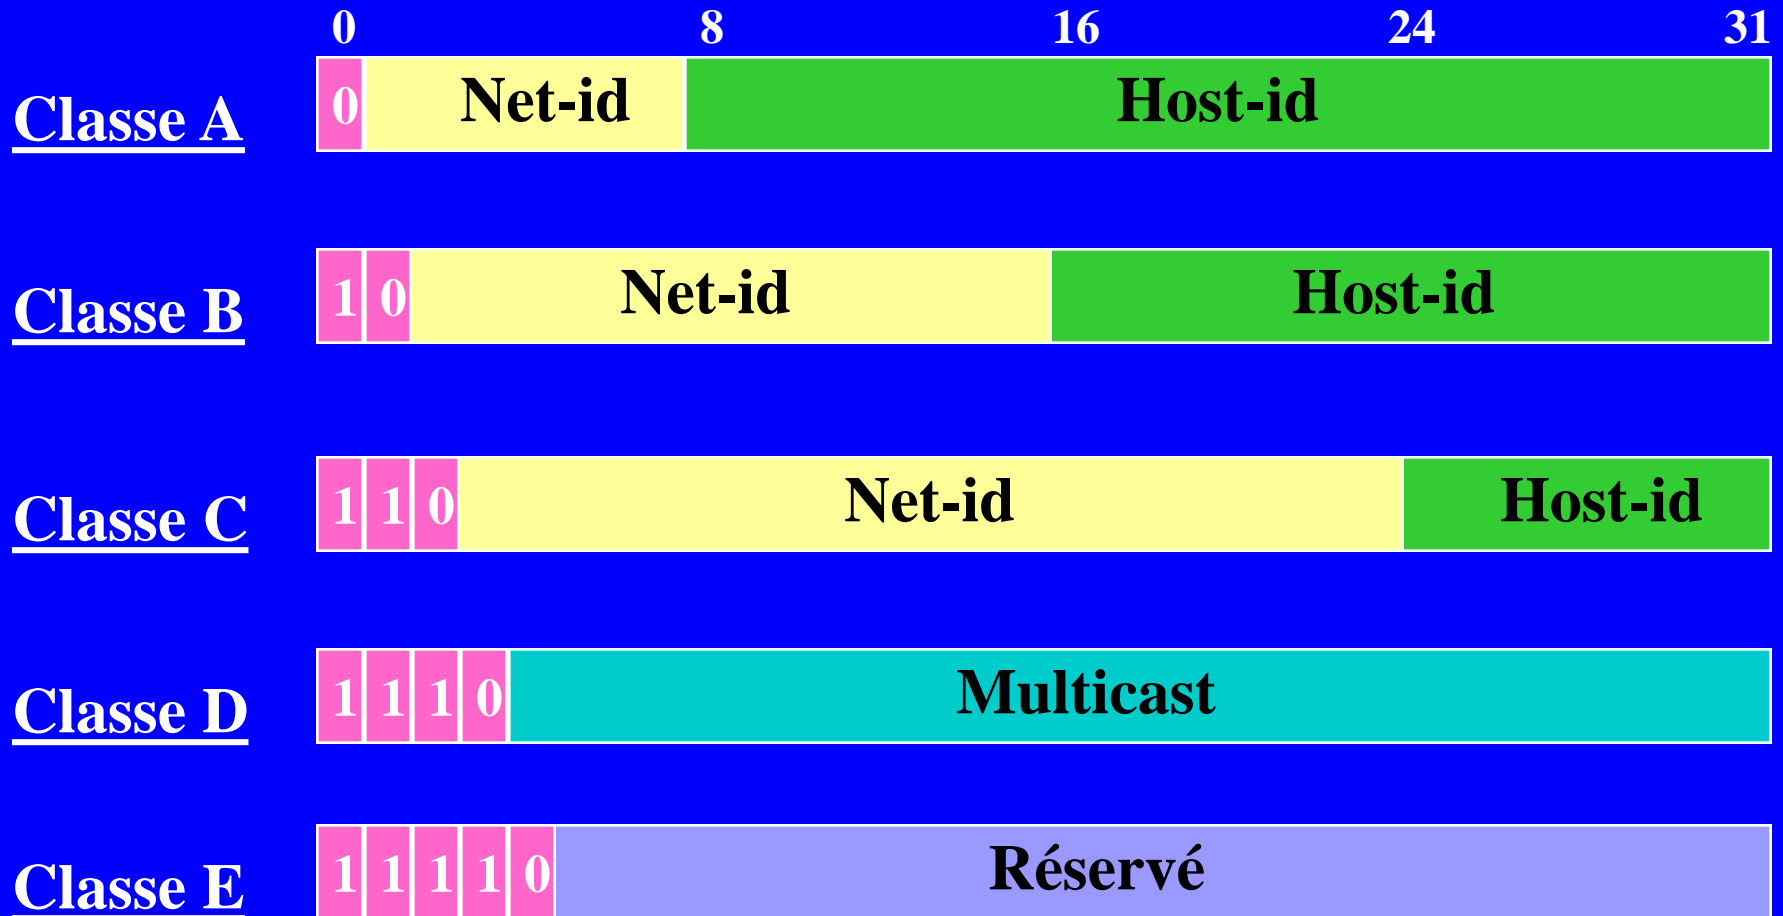 0 8 16 24 31
Classe A 0 Net-id Host-id
Classe B 1 0 Net-id Host-id
Classe C 1 1 0 Net-id Host-id
Classe D 1 1 1 0 Multicast
Classe E 1 1 1 1 0 Réservé